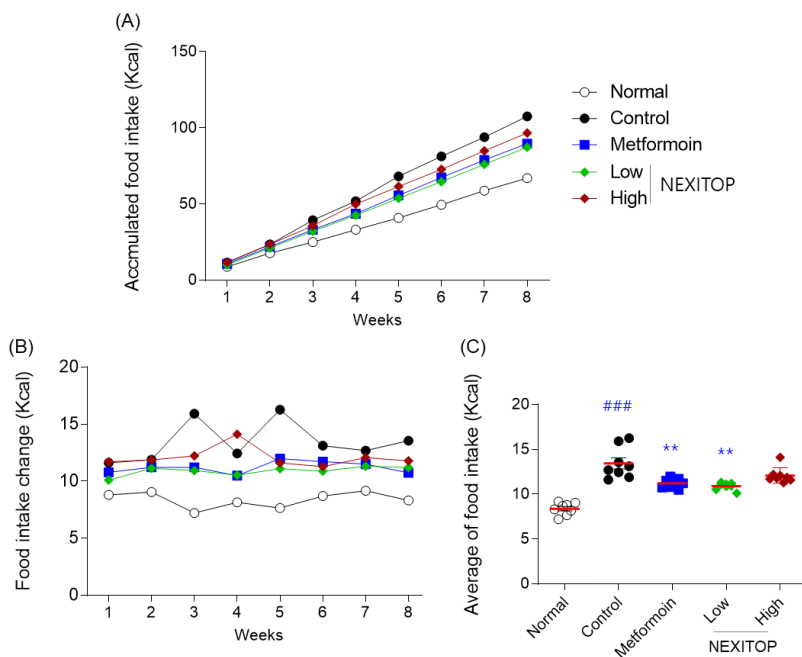 (A)
Accmulated food intake (Kcal)
150
100
50
0
1 2 3 4 5 6 7 8
Weeks
Normal
Control
Metformoin
Low
High
NEXITOP
(B)
Food intake change (Kcal)
20
15
10
5
0
1 2 3 4 5 6 7 8
Weeks
(C)
Average of food intake (Kcal)
20
15
10
5
0
###
**
**
Normal
Control
Metformoin
Low
High
NEXITOP